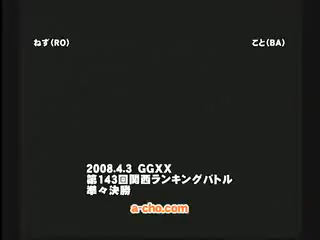 ねず(RO)
こと(BA)
2008.4.3 GGXX
第143回関西ランキングバトル
準々決勝
a-cho.com